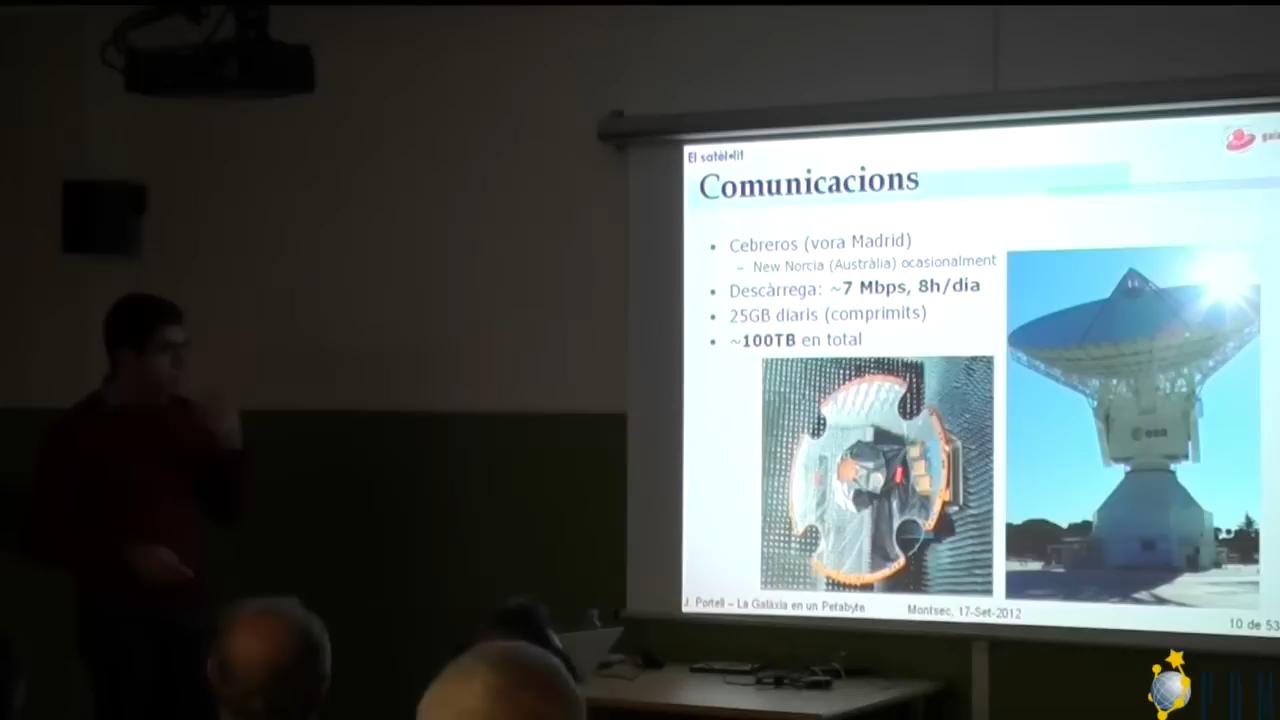 El satèl•lit
Comunicacions
• Cebreros (vora Madrid)
– New Norcia (Austràlia) ocasionalment
• Descàrrega: ~7 Mbps, 8h/dia
• 25GB diaris (comprimits)
• ~100TB en total
esa
J. Portell – La Galàxia en un Petabyte
Montsec, 17-Set-2012
10 de 53